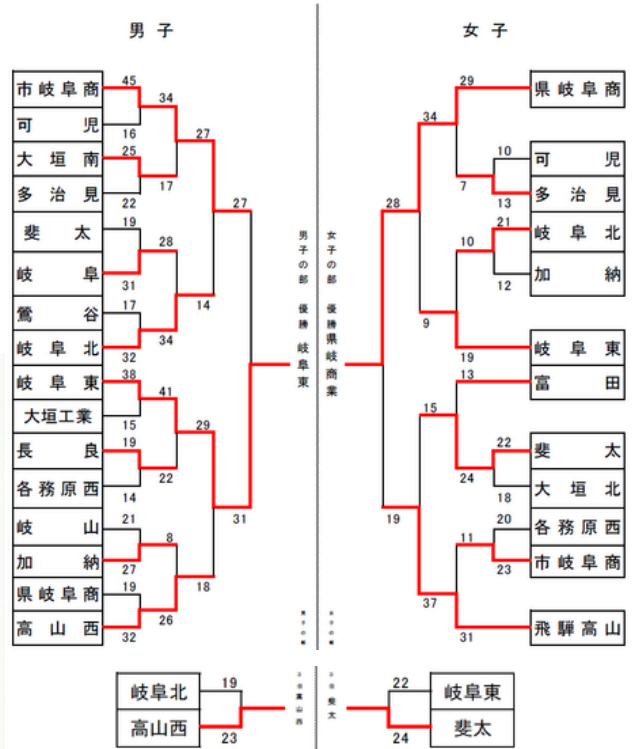 男子
女子
市岐阜商
可児
大垣南
多治見
斐太
岐阜
鶯谷
岐阜北
岐阜東
大垣工業
長良
各務原西
岐山
加納
県岐阜商
高山西
45
16
25
22
19
31
17
32
38
15
19
14
21
27
19
32
34
17
28
34
41
22
8
26
27
14
29
18
27
31
男子の部 優勝 岐阜東
女子の部 優勝 県岐商業
28
19
34
9
15
37
29
7
10
19
13
24
11
31
10
13
21
12
22
18
20
23
県岐阜商
可児
多治見
岐阜北
加納
岐阜東
富田
斐太
大垣北
各務原西
市岐阜商
飛騨高山
岐阜北
高山西
19
23
高山西
斐太
22
24
岐阜東
斐太